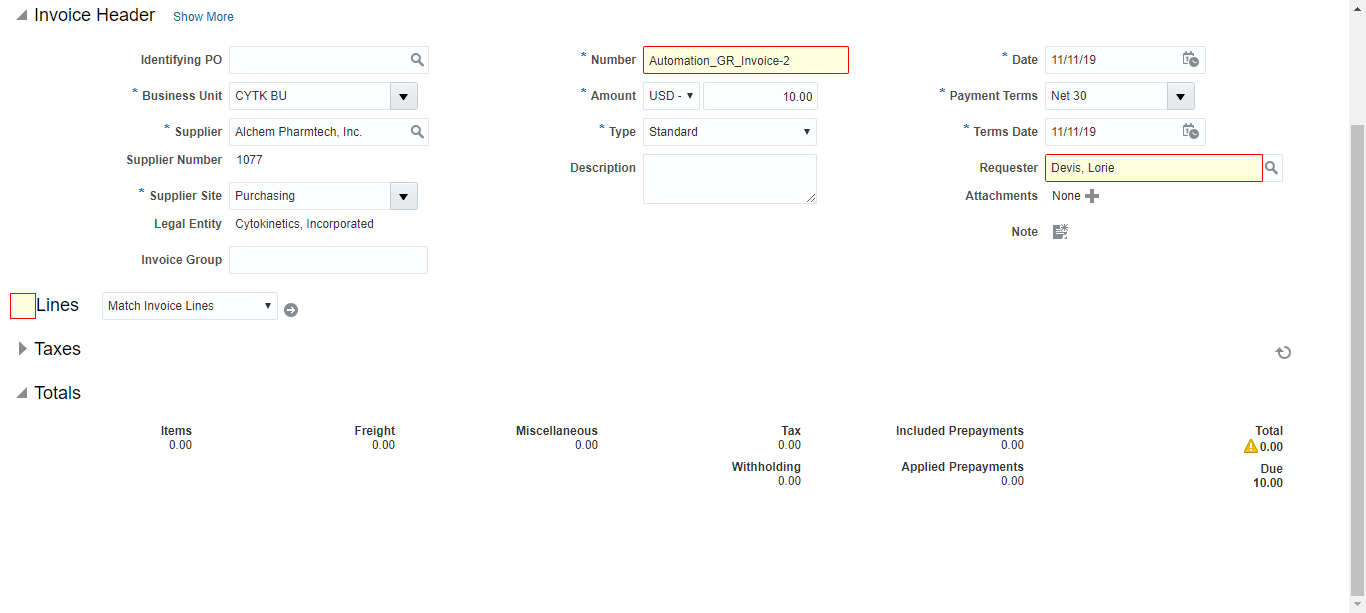 Invoice Header Show More
Identifying PO * Number Automation_GR_Invoice-2 * Date 11/11/19
* Business Unit CYTK BU * Amount USD - 10.00 * Payment Terms Net 30
* Supplier Alchem Pharmtech, Inc. * Type Standard * Terms Date 11/11/19
Supplier Number 1077 Description Requester Devis, Lorie
* Supplier Site Purchasing Attachments None
Legal Entity Cytokinetics, Incorporated Note
Invoice Group
Lines Match Invoice Lines
Taxes
Totals
Items Freight Miscellaneous Tax Included Prepayments Total
0.00 0.00 0.00 0.00 0.00 0.00
Withholding Applied Prepayments Due
0.00 0.00 10.00